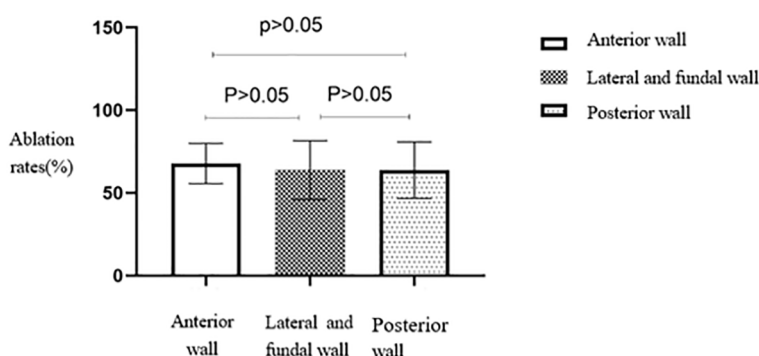 150
p>0.05
P>0.05 P>0.05
100
Ablation
rates(%)
50
0
Anterior wall
Lateral and fundal wall
Posterior wall
Anterior
wall
Lateral and
fundal wall
Posterior
wall